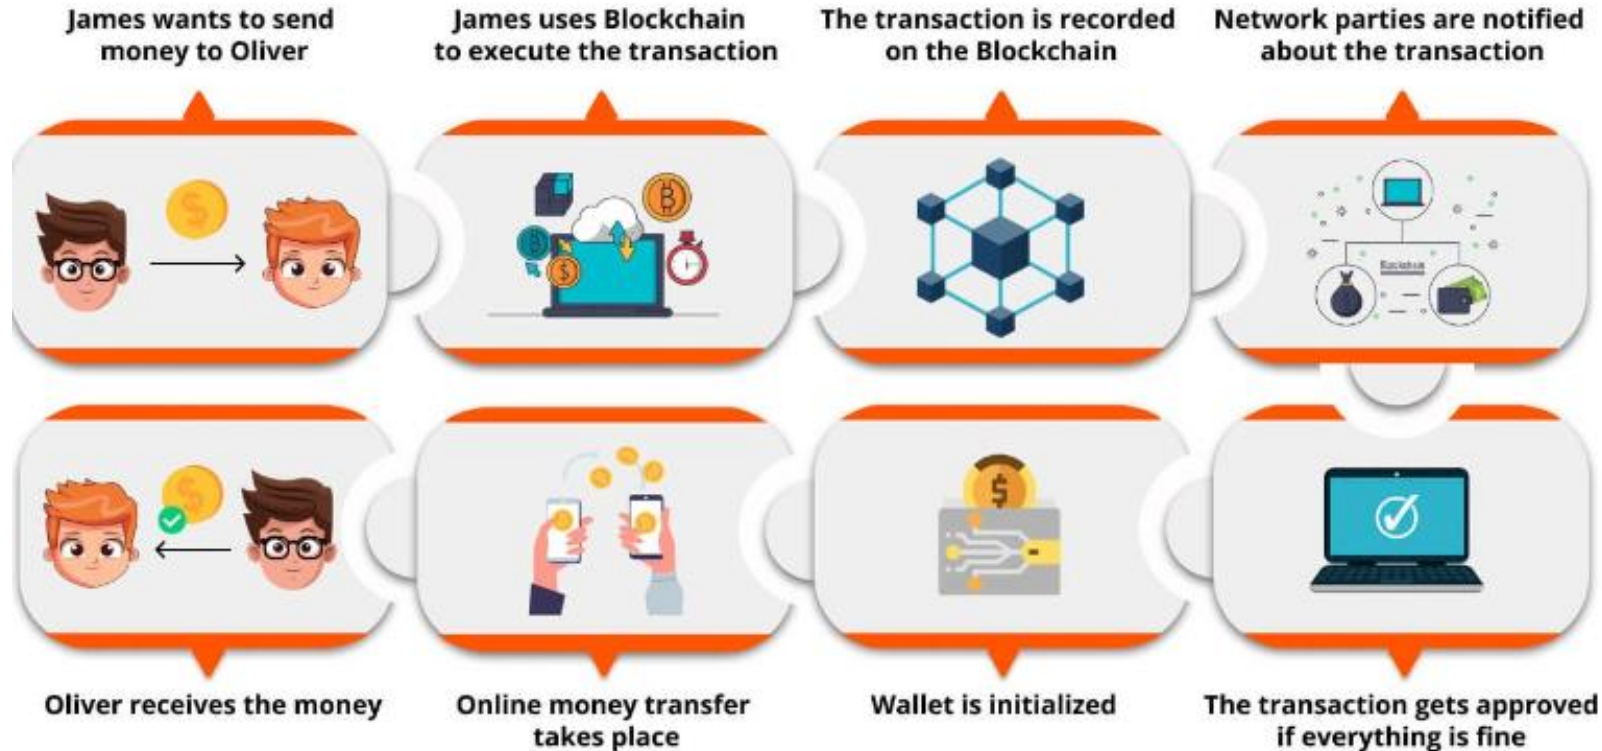 James wants to send
money to Oliver
James uses Blockchain
to execute the transaction
The transaction is recorded
on the Blockchain
Network parties are notified
about the transaction
Blockchain
The transaction gets approved
if everything is fine
Wallet is initialized
Online money transfer
takes place
Oliver receives the money